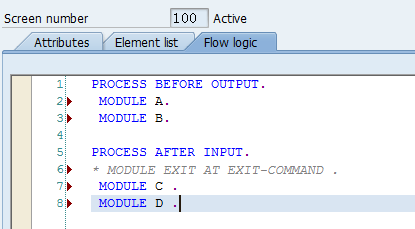 Screen number 100 Active
Attributes Element list Flow logic
1 PROCESS BEFORE OUTPUT.
2 MODULE A.
3 MODULE B.
4
5 PROCESS AFTER INPUT.
6 * MODULE EXIT AT EXIT-COMMAND .
7 MODULE C .
8 MODULE D .